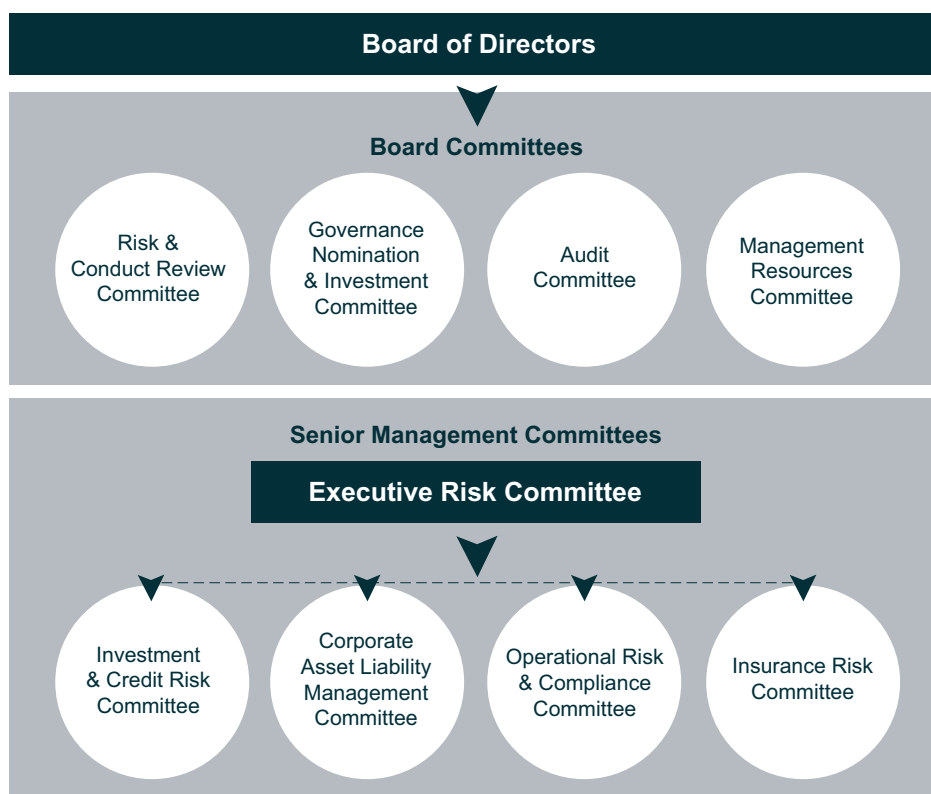 Board of Directors
Board Committees
Risk &
Conduct Review
Committee
Governance
Nomination
& Investment
Committee
Audit
Committee
Management
Resources
Committee
Senior Management Committees
Executive Risk Committee
Investment
& Credit Risk
Committee
Corporate
Asset Liability
Management
Committee
Operational Risk
& Compliance
Committee
Insurance Risk
Committee